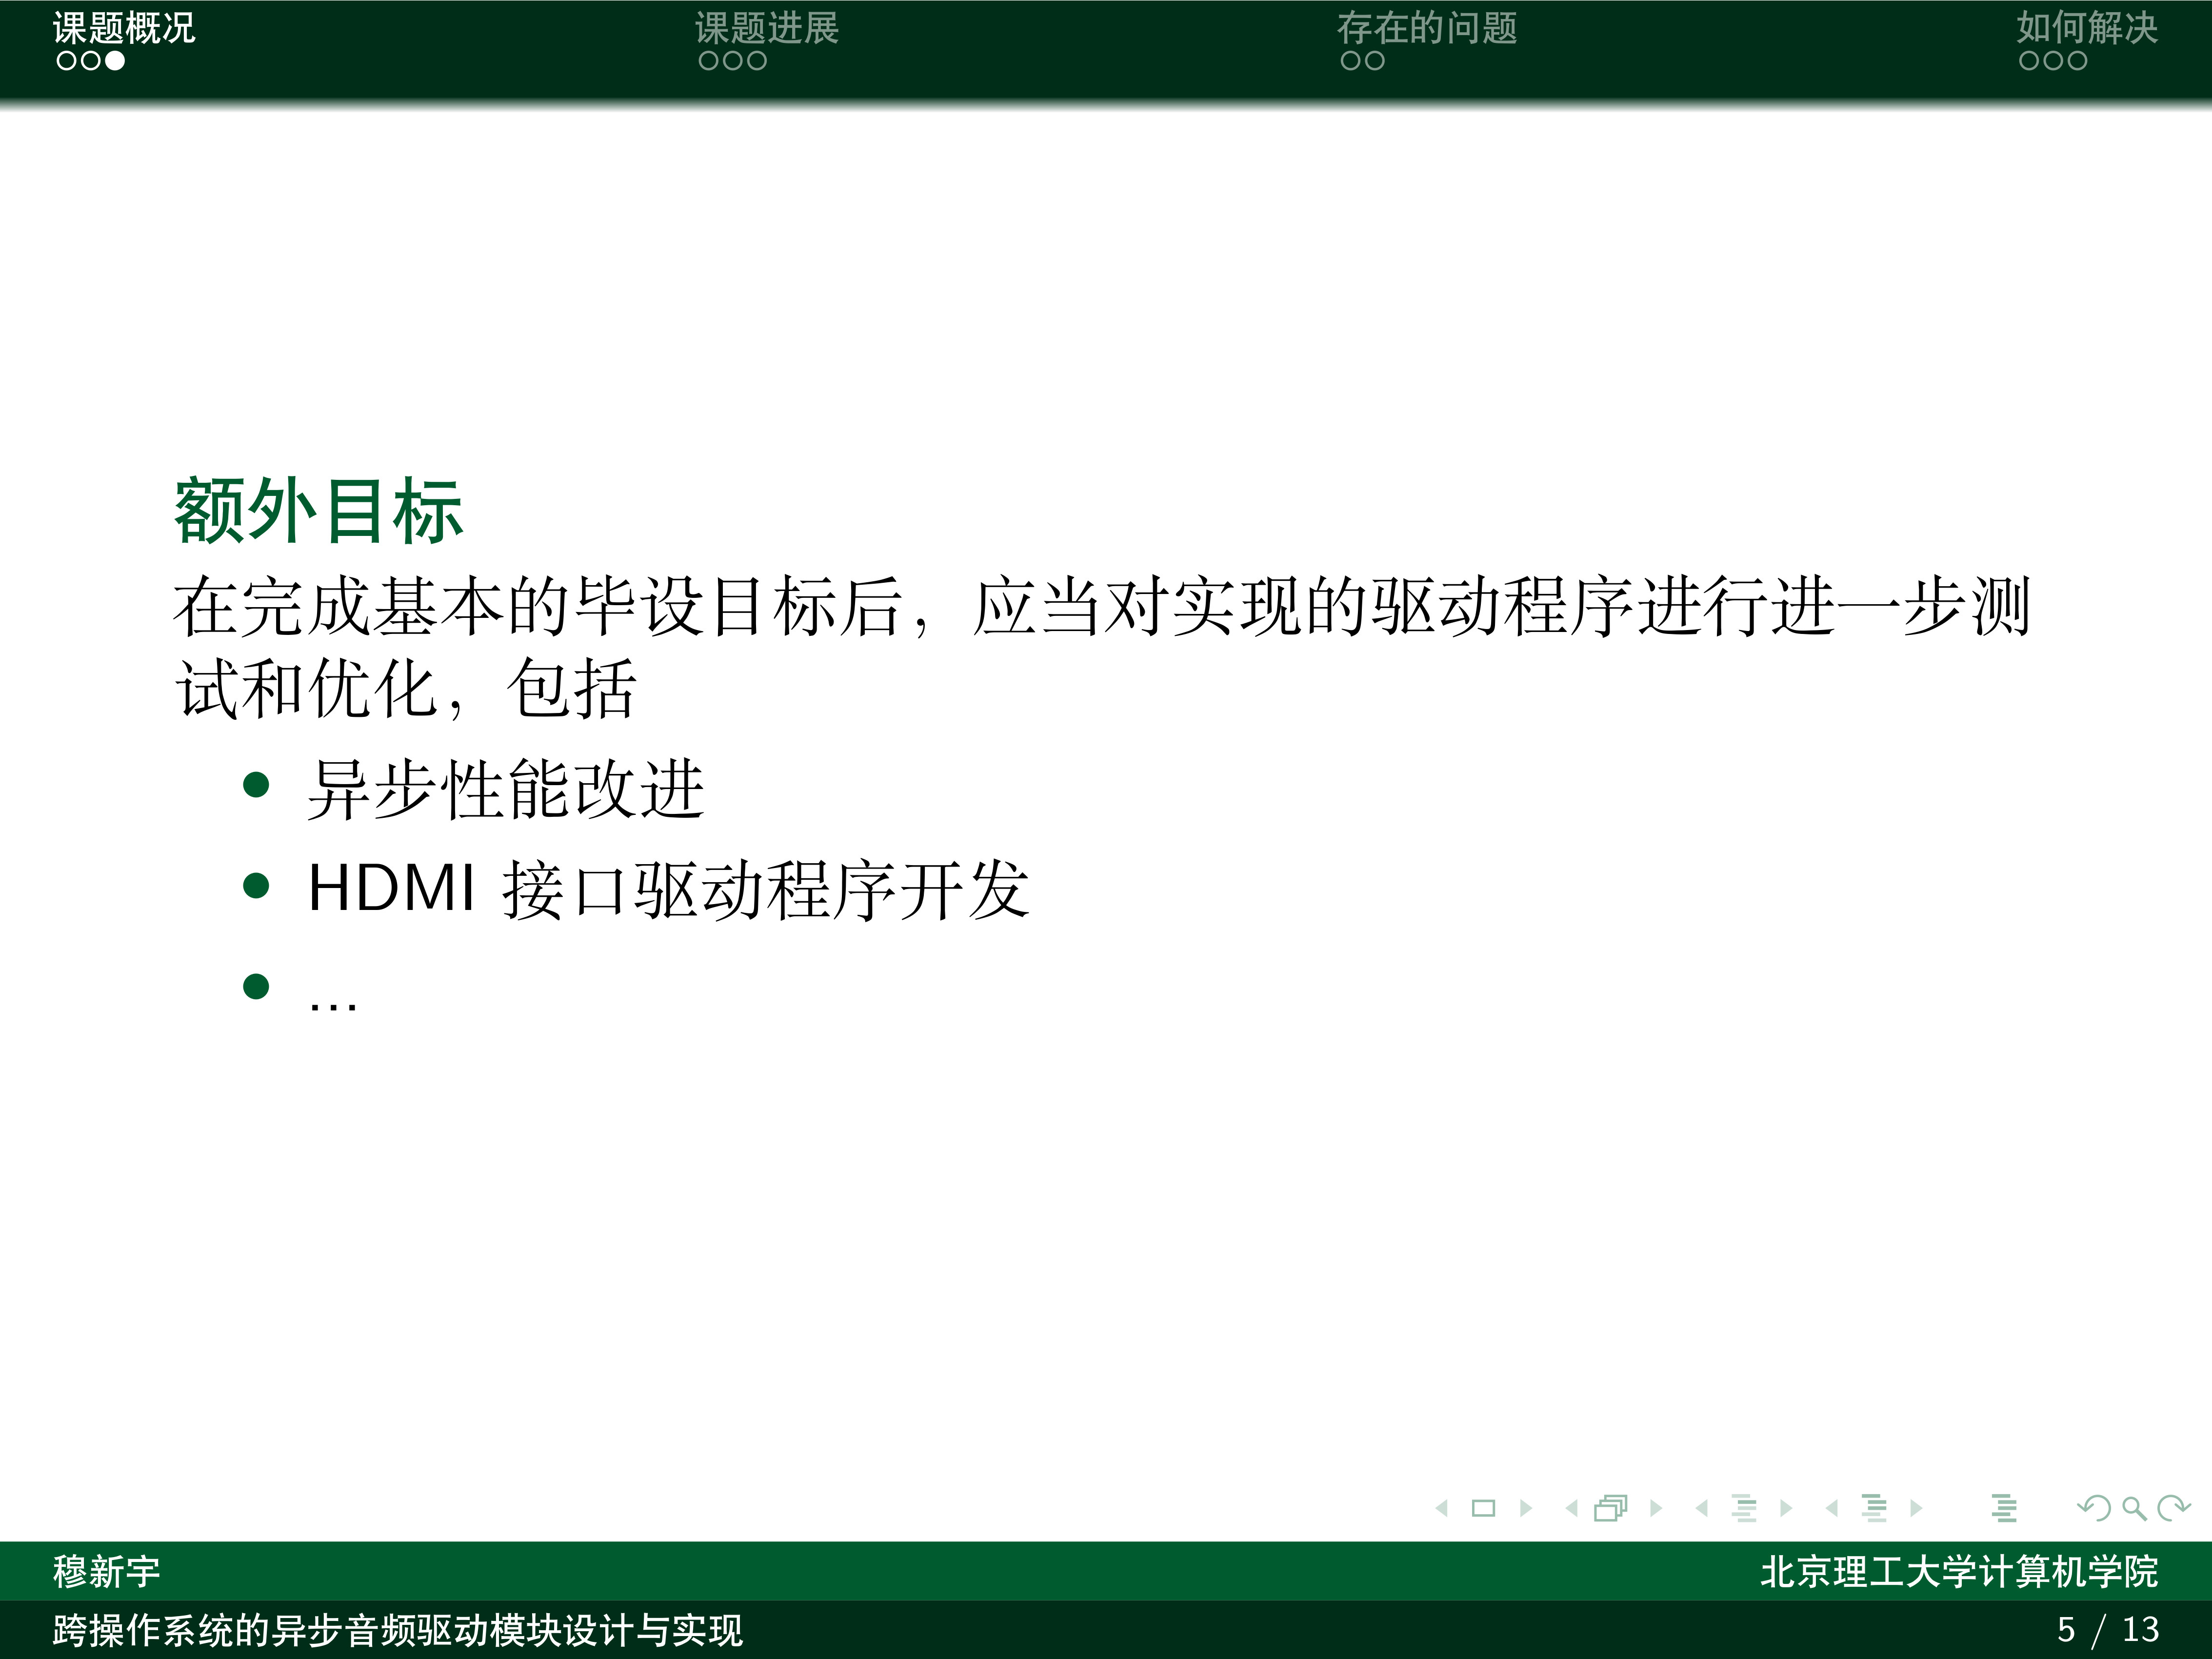 课题概况 课题进展 存在的问题 如何解决
额外目标
在完成基本的毕设目标后，应当对实现的驱动程序进行进一步测
试和优化，包括
异步性能改进
HDMI 接口驱动程序开发
...
穆新宇 北京理工大学计算机学院
跨操作系统的异步音频驱动模块设计与实现 5 / 13